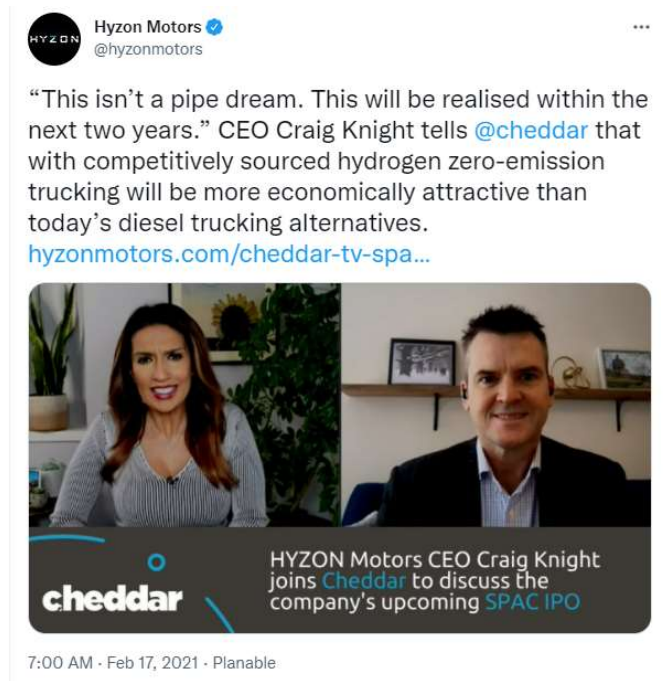 HYZON
Hyzon Motors
@hyzonmotors
“This isn’t a pipe dream. This will be realised within the
next two years.” CEO Craig Knight tells @cheddar that
with competitively sourced hydrogen zero-emission
trucking will be more economically attractive than
today’s diesel trucking alternatives.
hyzonmotors.com/cheddar-tv-spa...
cheddar
HYZON Motors CEO Craig Knight
joins Cheddar to discuss the
company's upcoming SPAC IPO
7:00 AM · Feb 17, 2021 · Planable